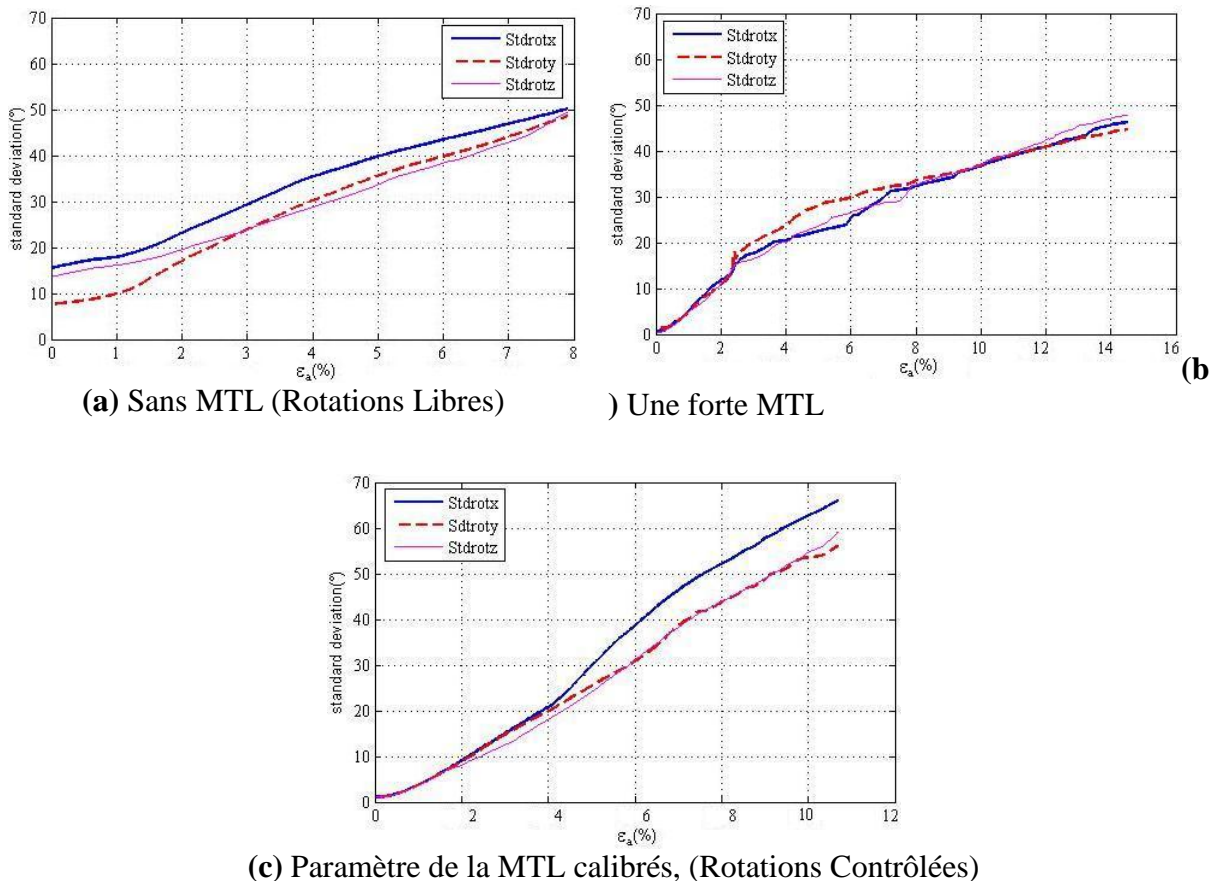 70
60
50
40
30
20
10
0
standard deviation(°)
Stdrotx
Stdroty
Stdrotz
0 1 2 3 4 5 6 7 8
εa(%)
70
60
50
40
30
20
10
0
standard deviation(°)
Stdrotx
Stdroty
Stdrotz
0 2 4 6 8 10 12 14 16
εa(%)
(b
(a) Sans MTL (Rotations Libres) ) Une forte MTL
70
60
50
40
30
20
10
0
standard deviation(°)
Stdrotx
Sdtroty
Stdrotz
0 2 4 6 8 10 12
εa(%)
(c) Paramètre de la MTL calibrés, (Rotations Contrôlées)